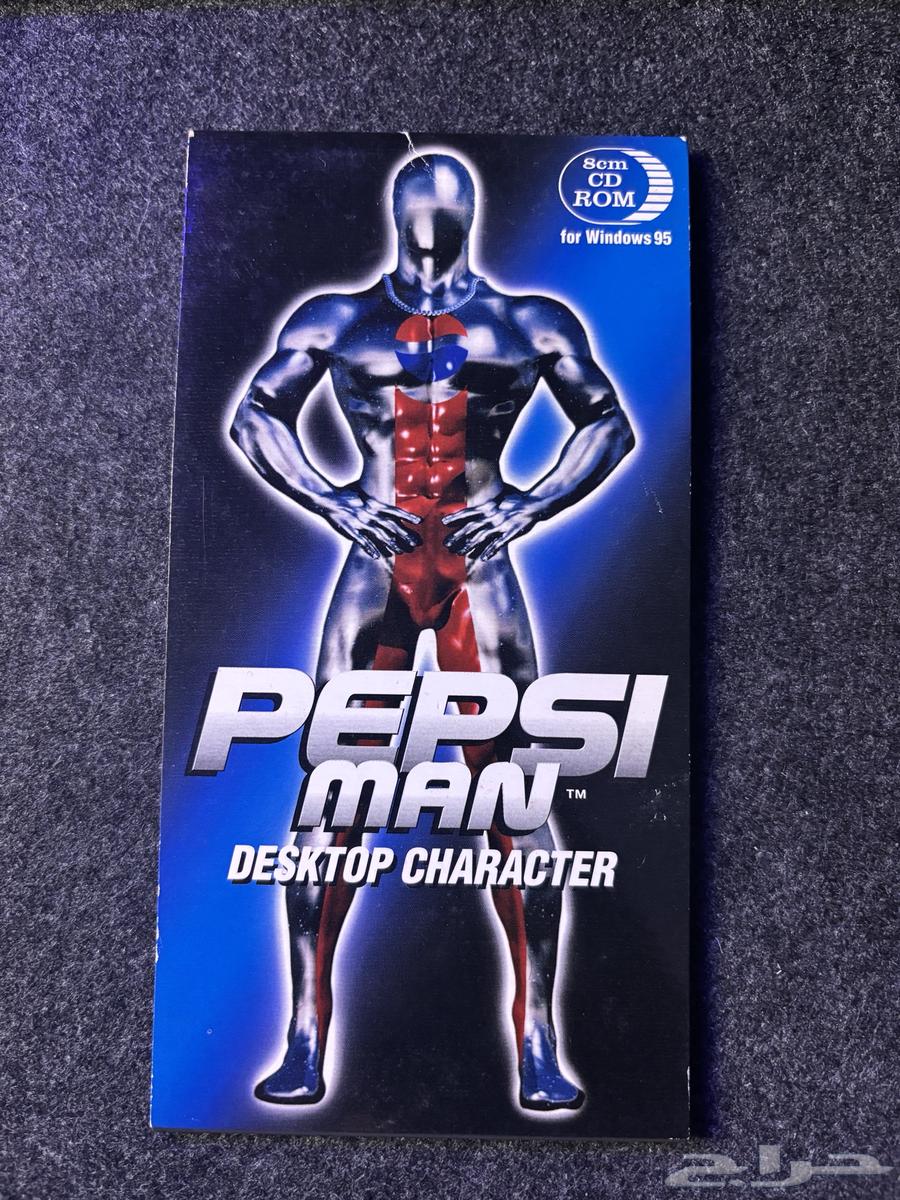 8cm
CD
ROM
for Windows 95
PEPSI
MAN™
DESKTOP CHARACTER
حراج